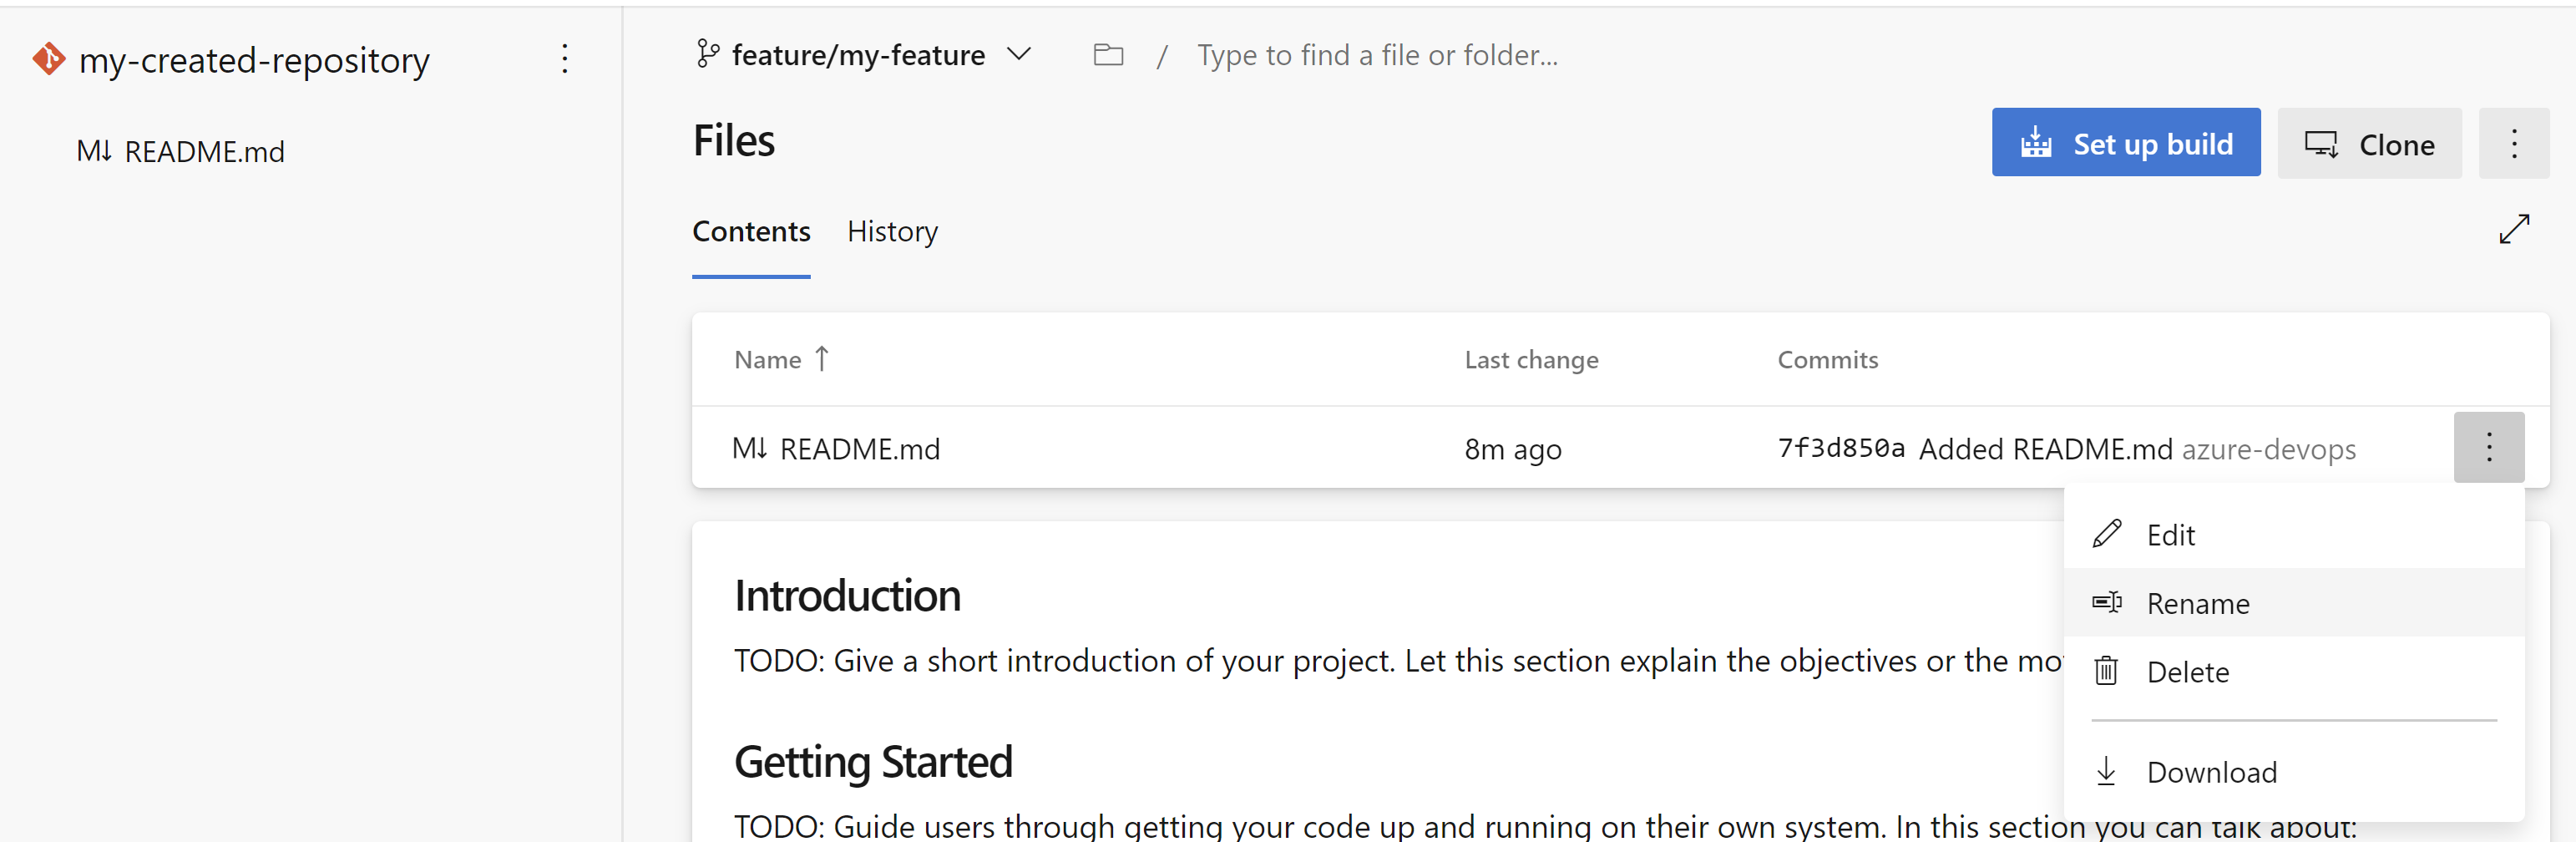 my-created-repository
README.md
feature/my-feature / Type to find a file or folder...
Files
Set up build Clone
Contents History
Name Last change Commits
README.md 8m ago 7f3d850a Added README.md azure-devops
Edit
Rename
Delete
Download
Introduction
TODO: Give a short introduction of your project. Let this section explain the objectives or the
Getting Started
TODO: Guide users through getting your code up and running on their own system. In this section you can talk about: